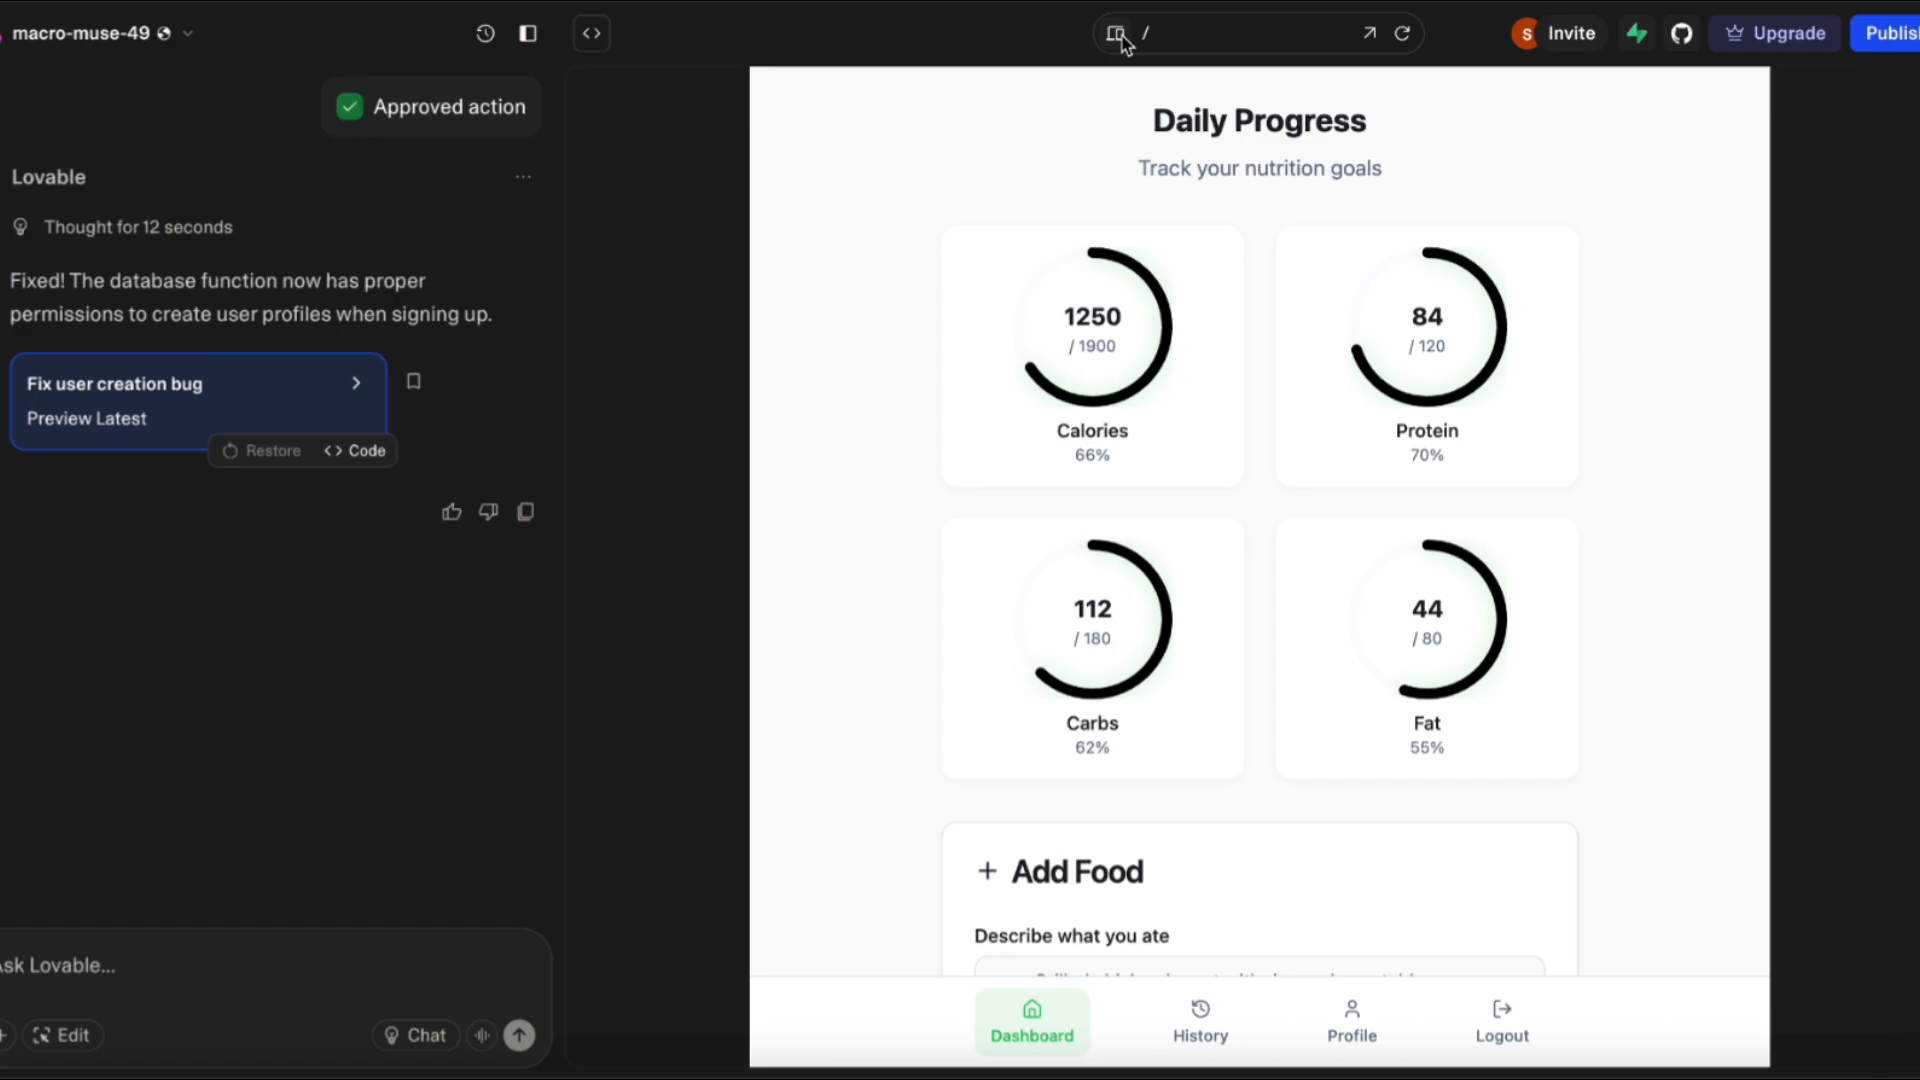 macro-muse-49
/
S Invite
Upgrade
Publis
Approved action
Lovable
Thought for 12 seconds
Fixed! The database function now has proper
permissions to create user profiles when signing up.
Fix user creation bug
Preview Latest
Restore
<> Code
sk Lovable...
Edit
Chat
Daily Progress
Track your nutrition goals
1250
/ 1900
Calories
66%
84
/ 120
Protein
70%
112
/ 180
Carbs
62%
44
/ 80
Fat
55%
+ Add Food
Describe what you ate
Dashboard
History
Profile
Logout